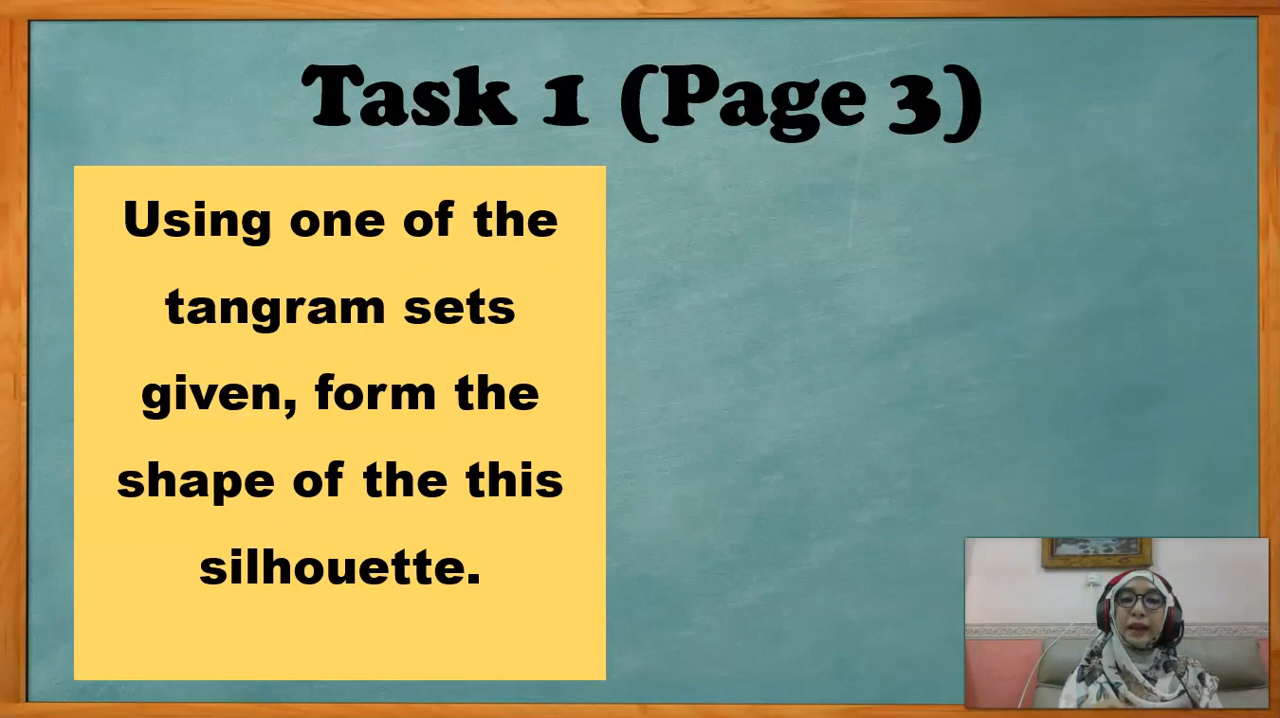 Task 1 (Page 3)
Using one of the
tangram sets
given, form the
shape of the this
silhouette.